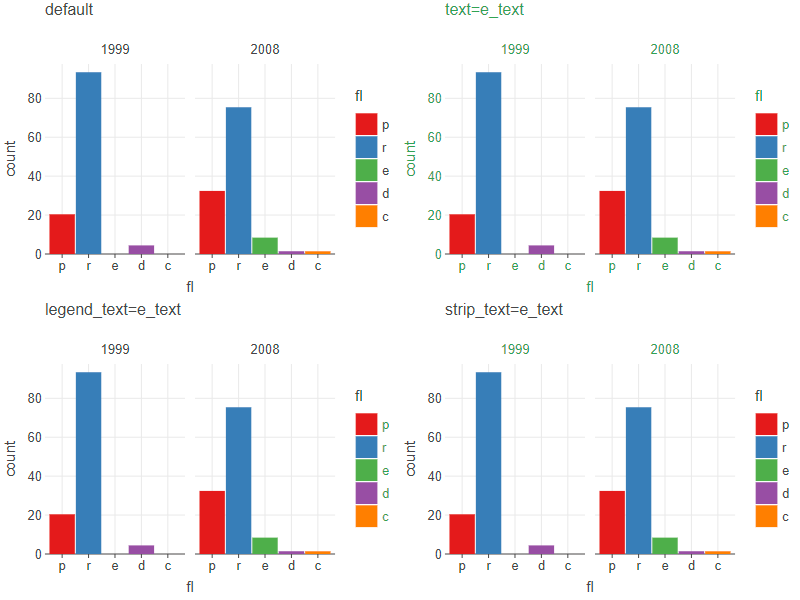 default
1999 2008
fl
p
r
e
d
c
count
80
60
40
20
0
p r e d c p r e d c
fl
text=e_text
1999 2008
fl
p
r
e
d
c
count
80
60
40
20
0
p r e d c p r e d c
fl
legend_text=e_text
1999 2008
fl
p
r
e
d
c
count
80
60
40
20
0
p r e d c p r e d c
fl
strip_text=e_text
1999 2008
fl
p
r
e
d
c
count
80
60
40
20
0
p r e d c p r e d c
fl